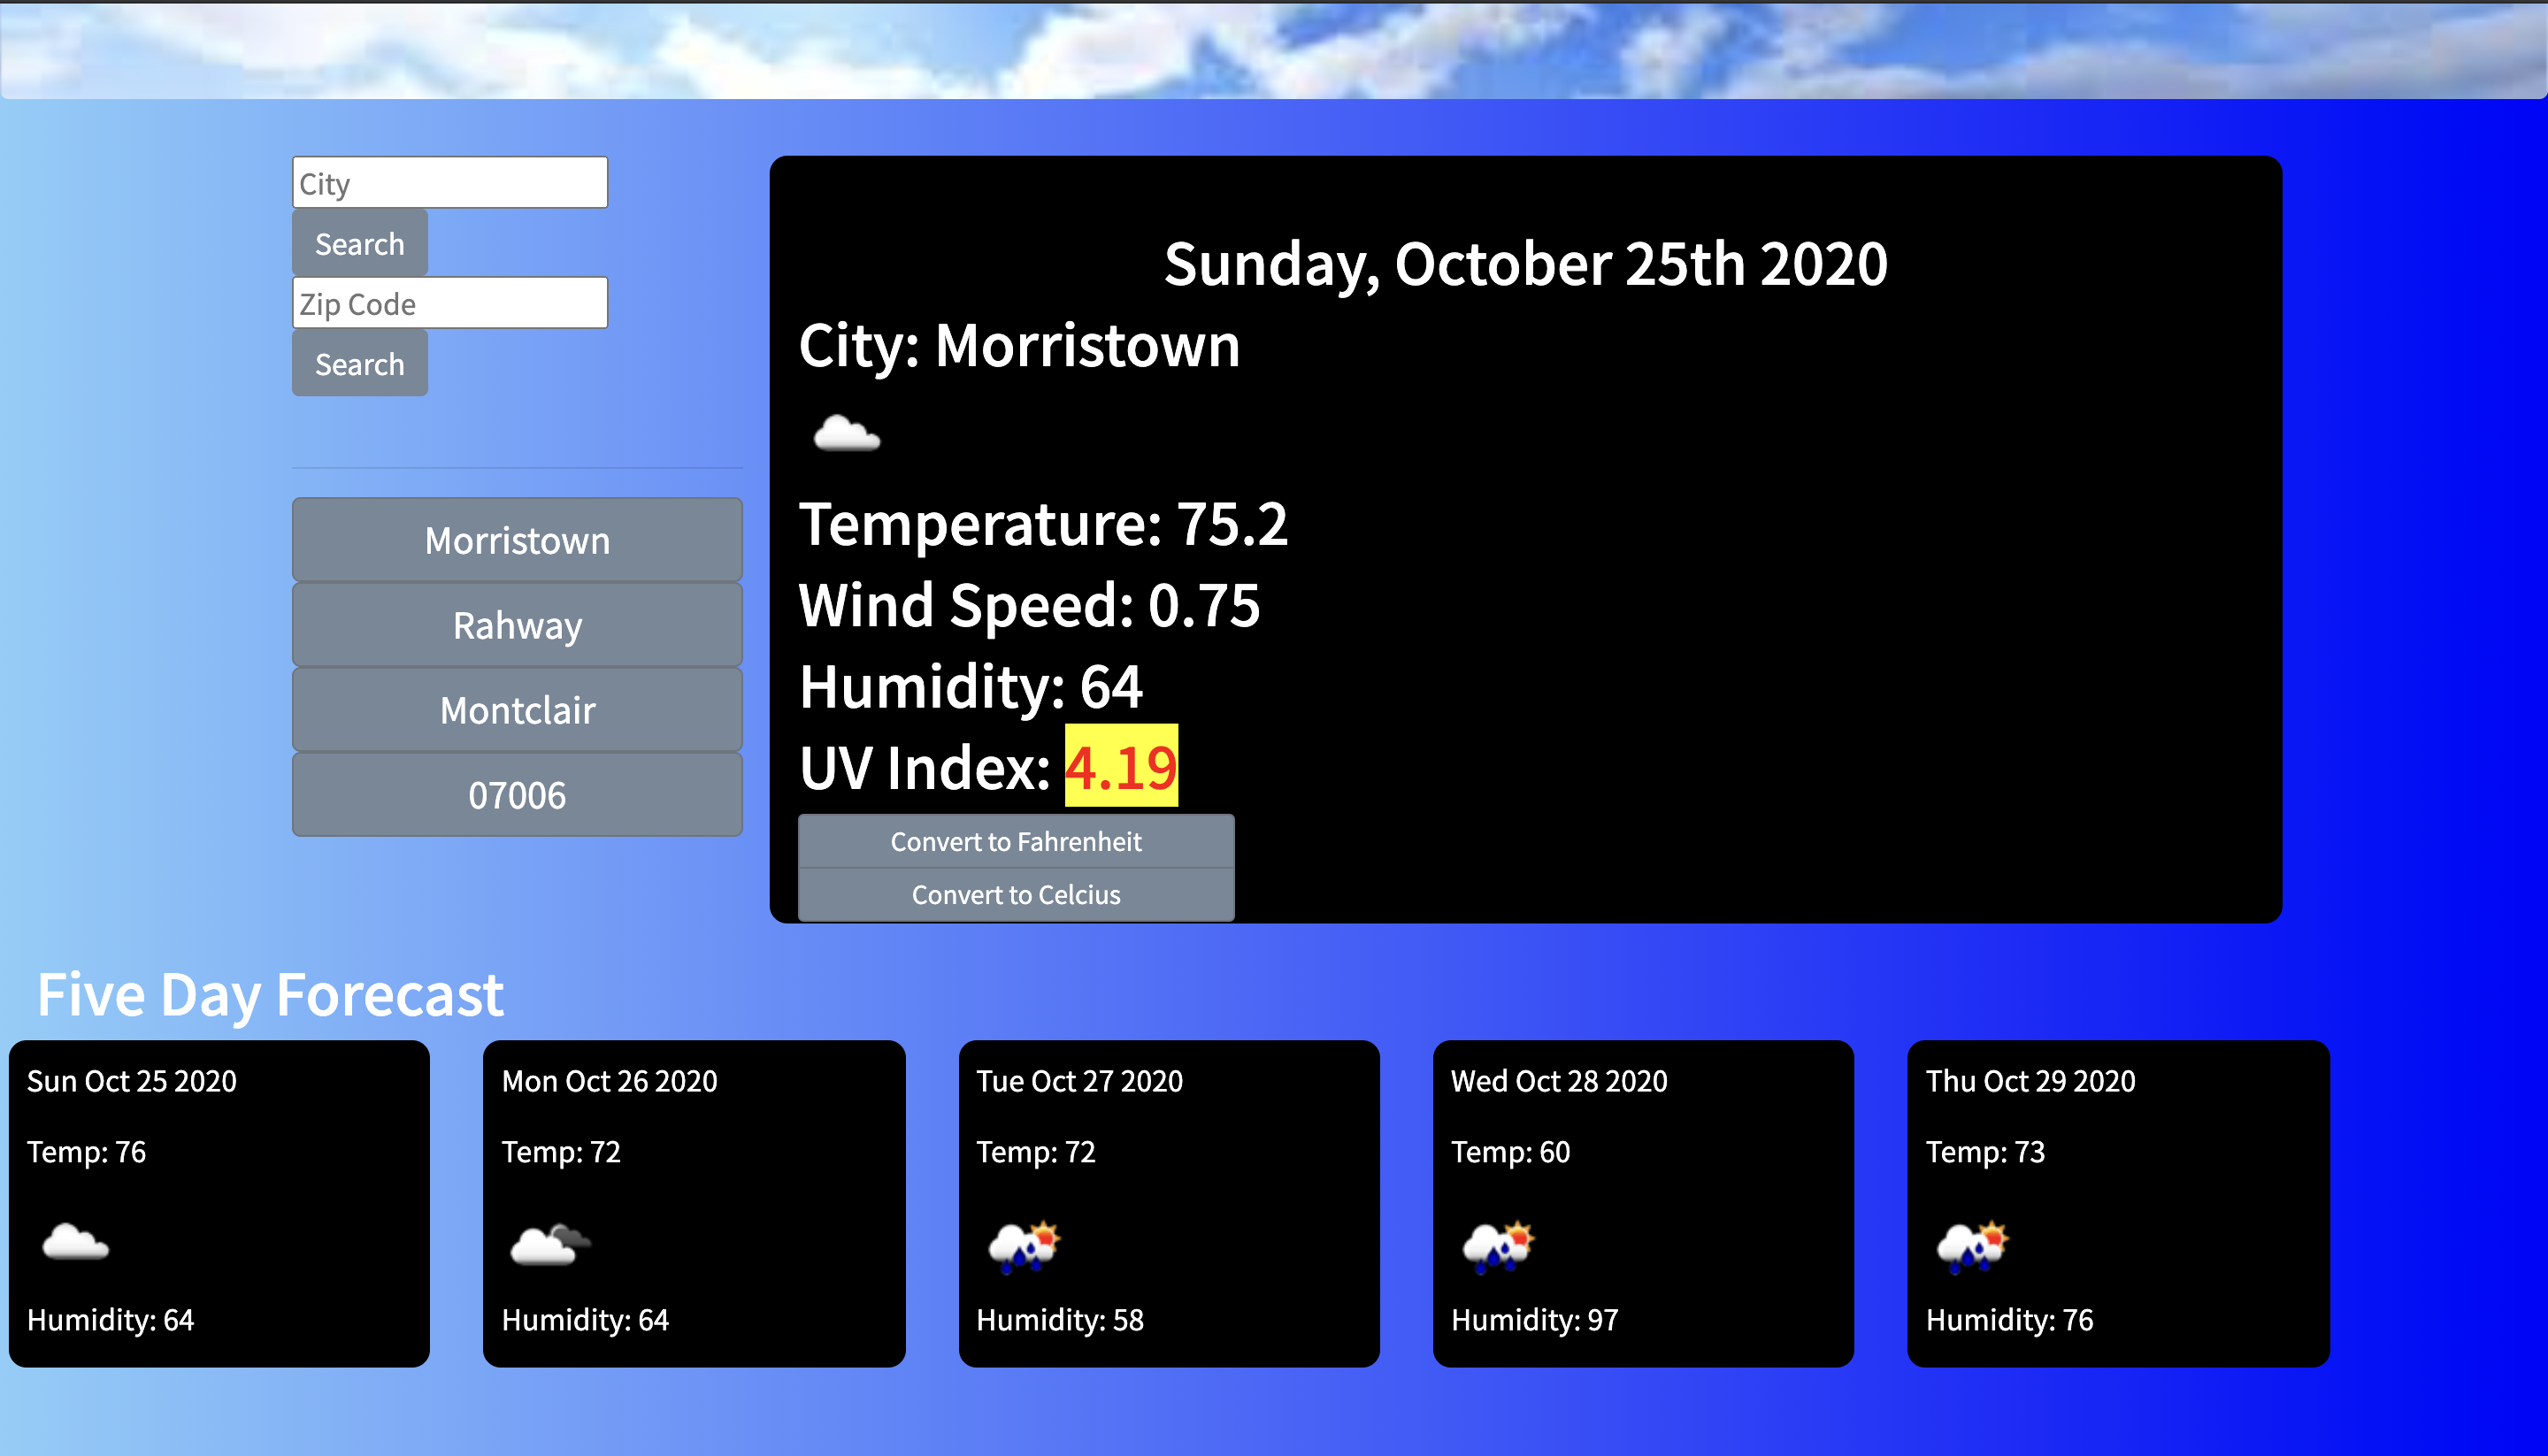 City
Search
Zip Code
Search
Morristown
Rahway
Montclair
07006
Sunday, October 25th 2020
City: Morristown
Temperature: 75.2
Wind Speed: 0.75
Humidity: 64
UV Index: 4.19
Convert to Fahrenheit
Convert to Celcius
Five Day Forecast
Sun Oct 25 2020
Temp: 76
Humidity: 64
Mon Oct 26 2020
Temp: 72
Humidity: 64
Tue Oct 27 2020
Temp: 72
Humidity: 58
Wed Oct 28 2020
Temp: 60
Humidity: 97
Thu Oct 29 2020
Temp: 73
Humidity: 76